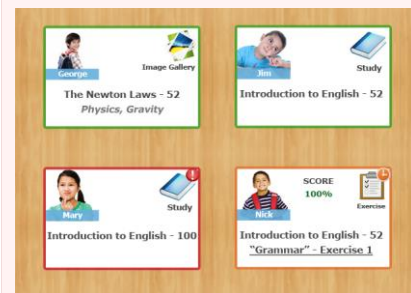 George
Image Gallery
The Newton Laws - 52
Physics, Gravity
Jim
Study
Introduction to English - 52
Mary
Study
Introduction to English - 100
Nick
SCORE
100%
Exercise
Introduction to English - 52
"Grammar" - Exercise 1